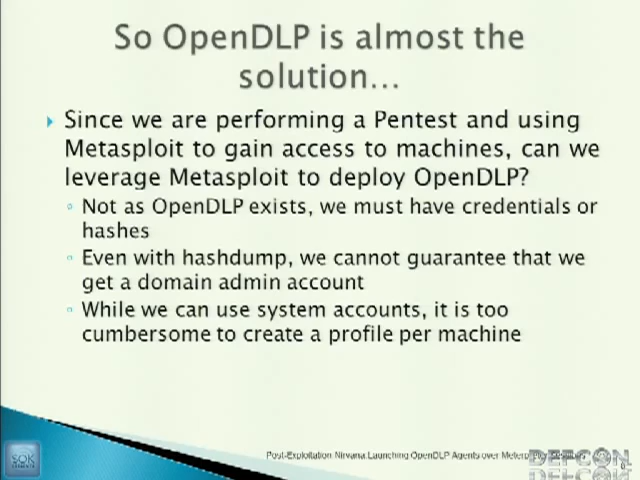 So OpenDLP is almost the
solution...
Since we are performing a Pentest and using
Metasploit to gain access to machines, can we
leverage Metasploit to deploy OpenDLP?
Not as OpenDLP exists, we must have credentials or
hashes
Even with hashdump, we cannot guarantee that we
get a domain admin account
While we can use system accounts, it is too
cumbersome to create a profile per machine
Post-Exploitation Nirvana: Launching OpenDLP Agents over
DEFCON
SOK